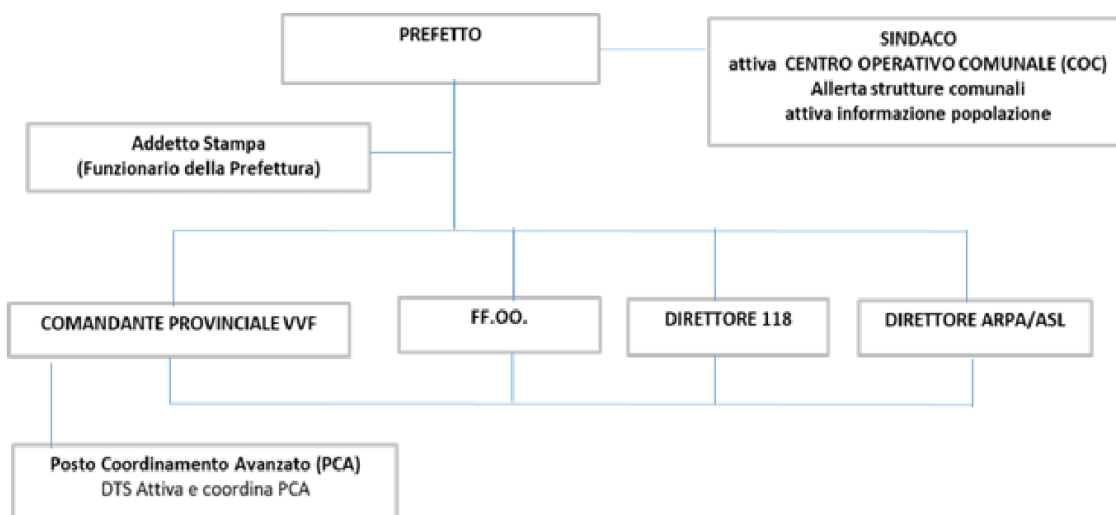 PREFETTO
SINDACO
attiva CENTRO OPERATIVO COMUNALE (COC)
Allerta strutture comunali
attiva informazione popolazione
Addetto Stampa
(Funzionario della Prefettura)
COMANDANTE PROVINCIALE VVF
FF.OO.
DIRETTORE 118
DIRETTORE ARPA/ASL
Posto Coordinamento Avanzato (PCA)
DTS Attiva e coordina PCA